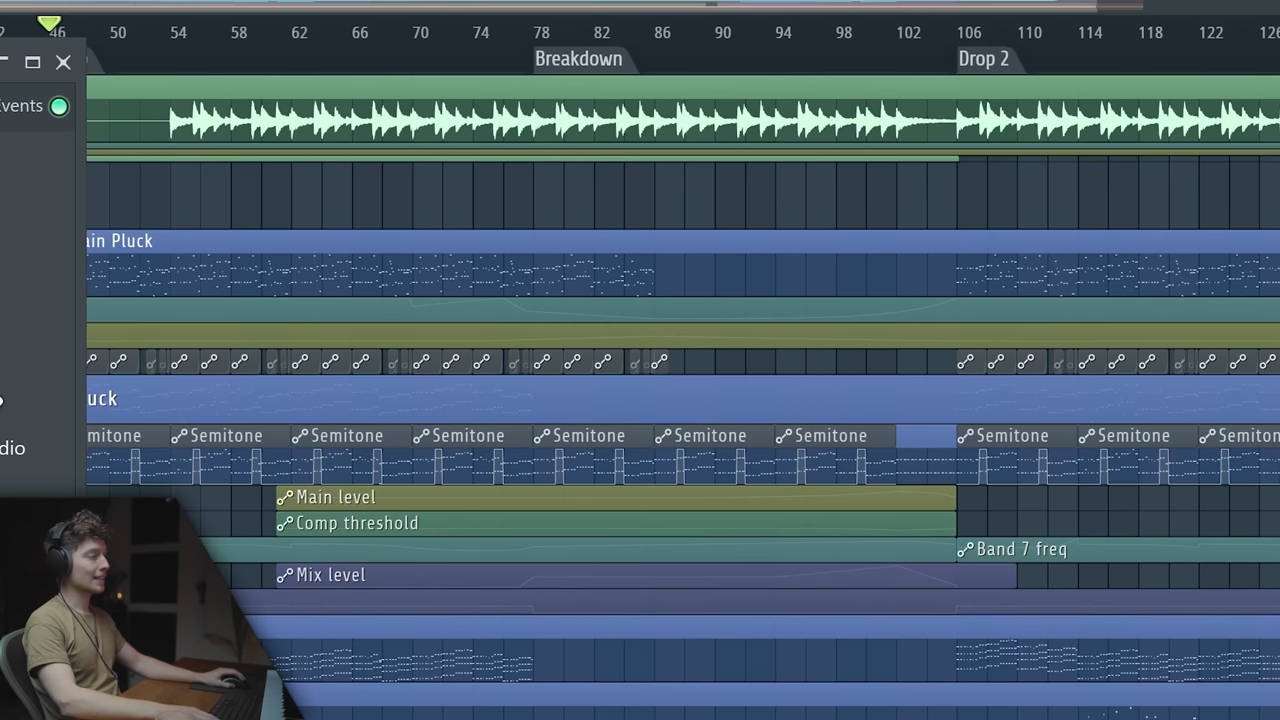 46 50 54 58 62 66 70 74 78 82 86 90 94 98 102 106 110 114 118 122 126
Breakdown Drop 2
Events
ain Pluck
uck
dio
mitone Semitone Semitone Semitone Semitone Semitone Semitone Semitone Semitone Semiton
Main level
Comp threshold
Band 7 freq
Mix level